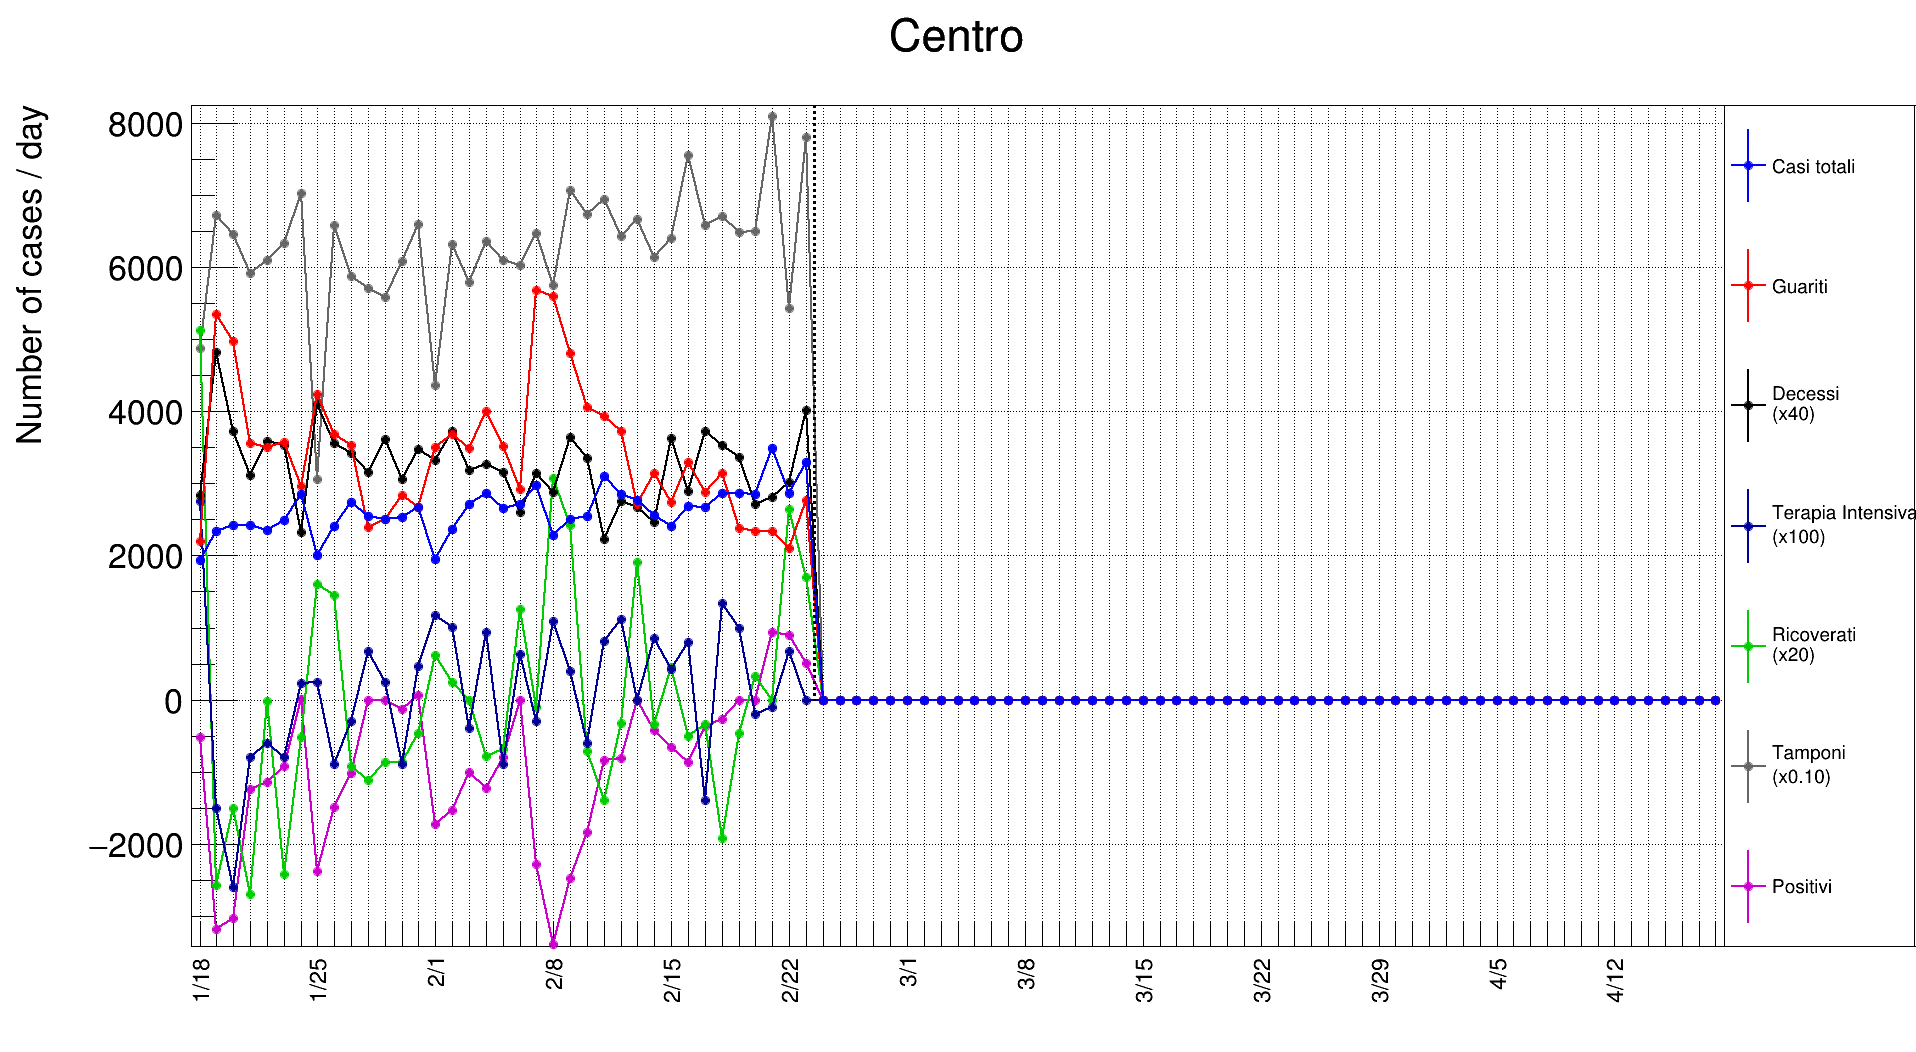 Centro
Number of cases / day
8000
6000
4000
2000
0
−2000
1/18
1/25
2/1
2/8
2/15
2/22
3/1
3/8
3/15
3/22
3/29
4/5
4/12
Casi totali
Guariti
Decessi
(x40)
Terapia Intensiva
(x100)
Ricoverati
(x20)
Tamponi
(x0.10)
Positivi